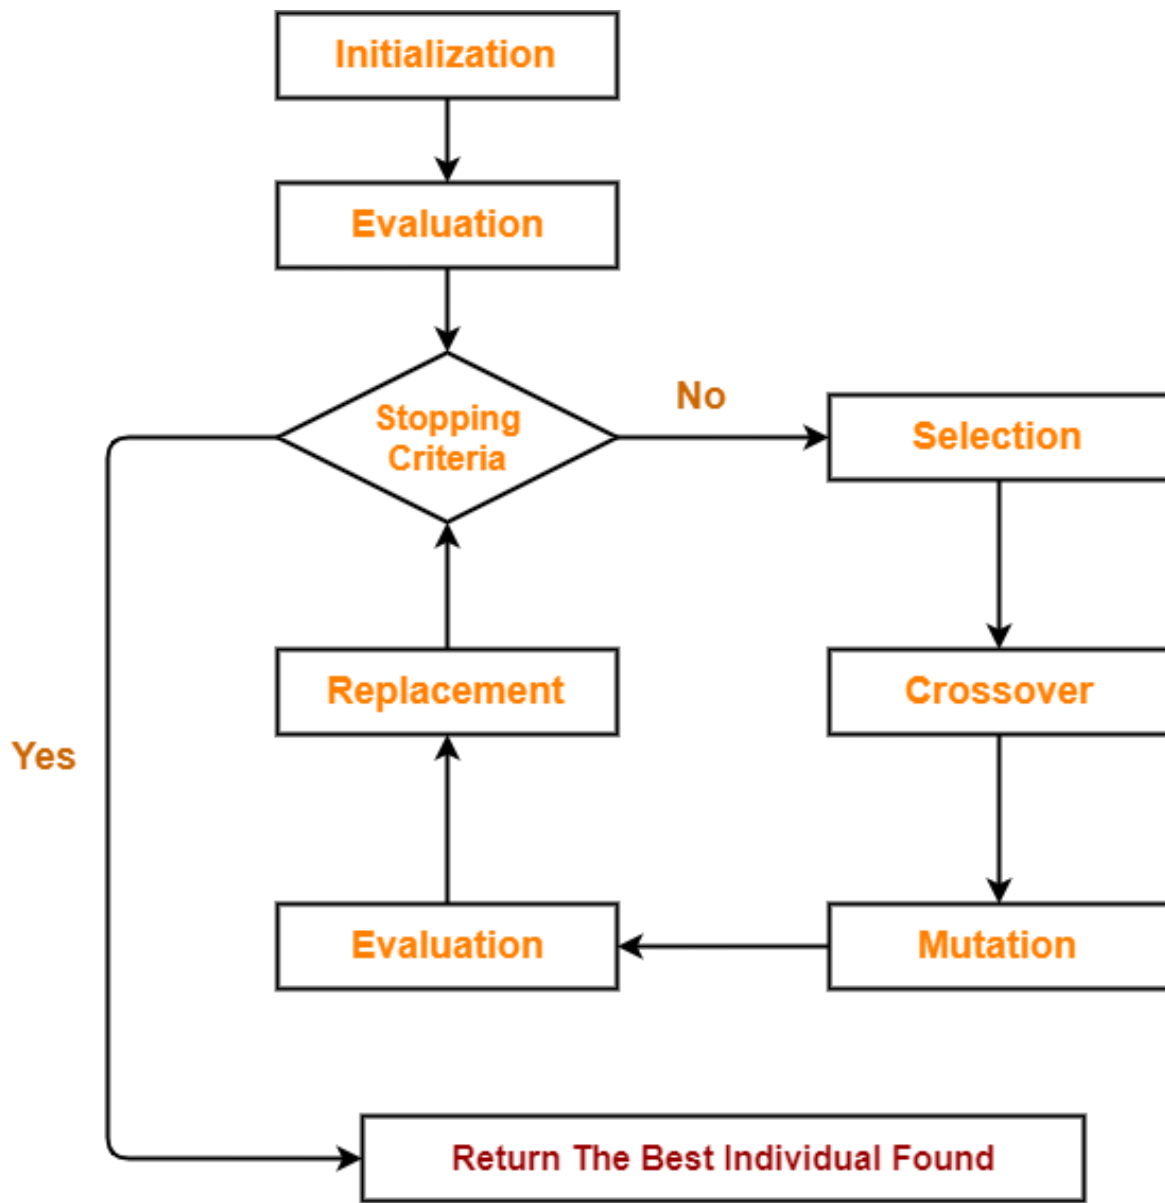 Initialization
Evaluation
Stopping
Criteria
No
Selection
Replacement
Crossover
Yes
Evaluation
Mutation
Return The Best Individual Found